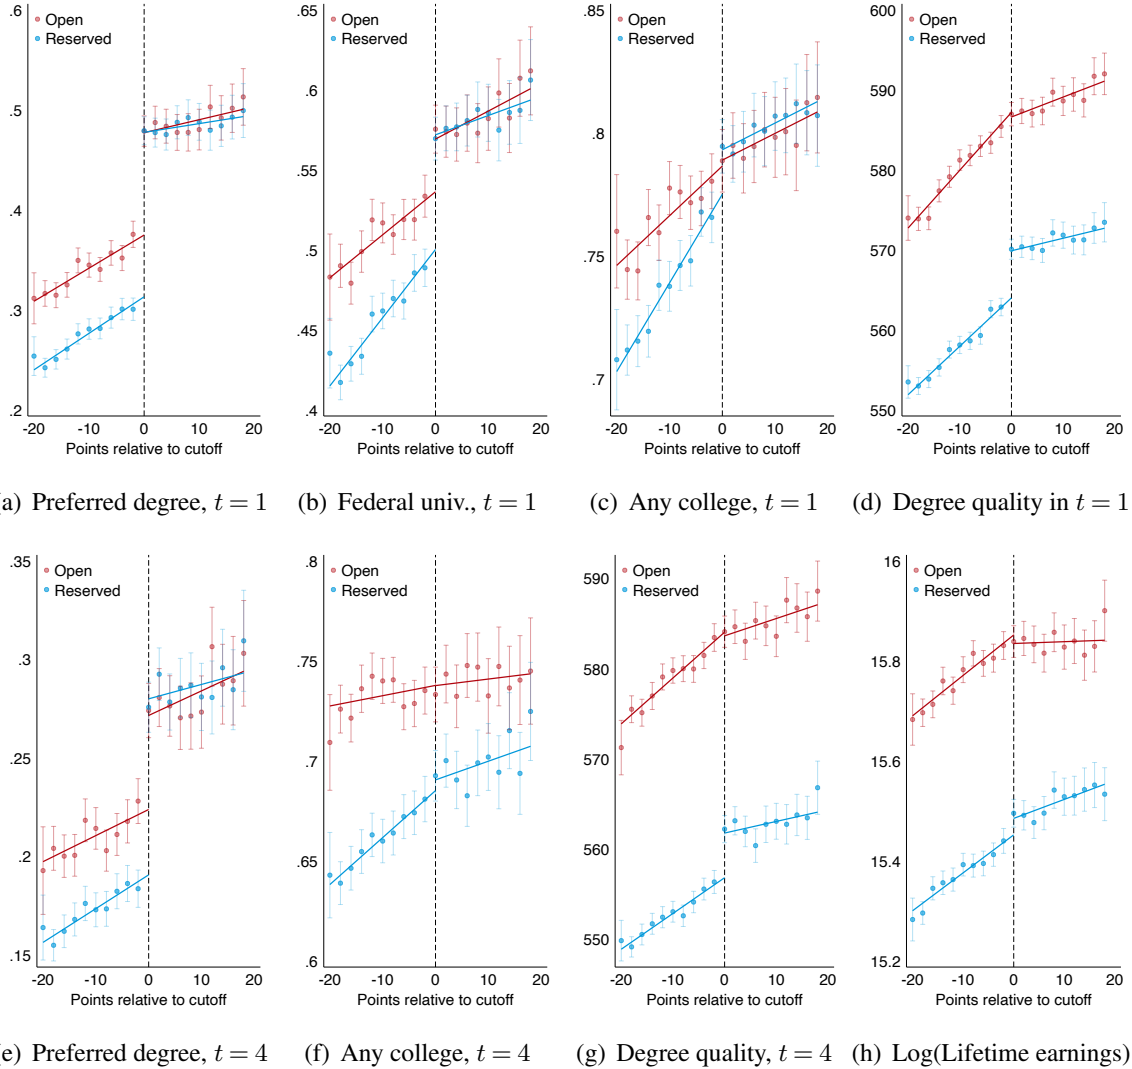 .6 .65 .85 600
Open Open Open Open
Reserved Reserved Reserved Reserved
.6 590
.5 .8
.55 580
.4 .5 .75 570
.3 .45 560
.7
.2 .4 550
-20 -10 0 10 20 -20 -10 0 10 20 -20 -10 0 10 20 -20 -10 0 10 20
Points relative to cutoff Points relative to cutoff Points relative to cutoff Points relative to cutoff
a) Preferred degree, t = 1 (b) Federal univ., t = 1 (c) Any college, t = 1 (d) Degree quality in t = 1
.35 .8 590 16
Open Open Open Open
Reserved Reserved Reserved Reserved
.3 .75 580 15.8
.25 570 15.6
.7
.2 .65 560 15.4
.15 .6 550 15.2
-20 -10 0 10 20 -20 -10 0 10 20 -20 -10 0 10 20 -20 -10 0 10 20
Points relative to cutoff Points relative to cutoff Points relative to cutoff Points relative to cutoff
e) Preferred degree, t = 4 (f) Any college, t = 4 (g) Degree quality, t = 4 (h) Log(Lifetime earnings)